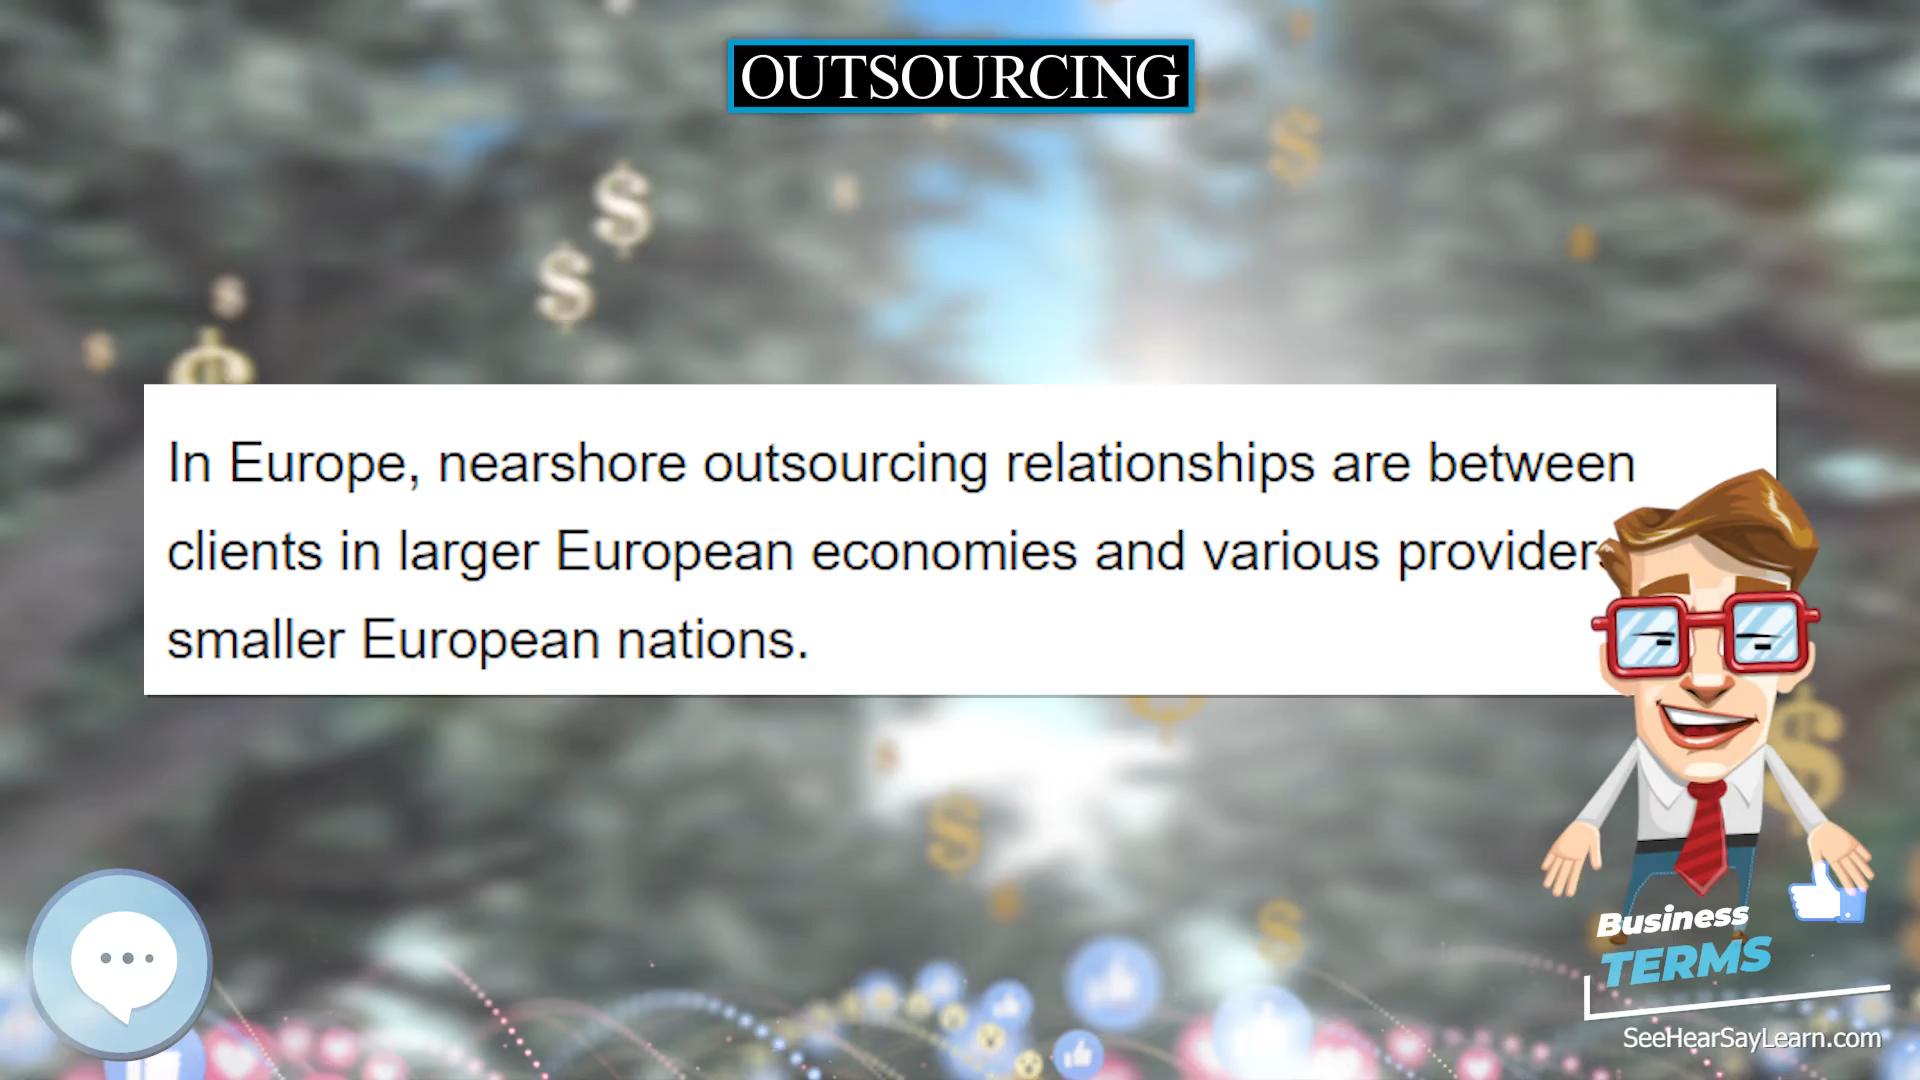 OUTSOURCING
In Europe, nearshore outsourcing relationships are between
clients in larger European economies and various
smaller European nations.
Business
TERMS
SeeHearSayLearn.com